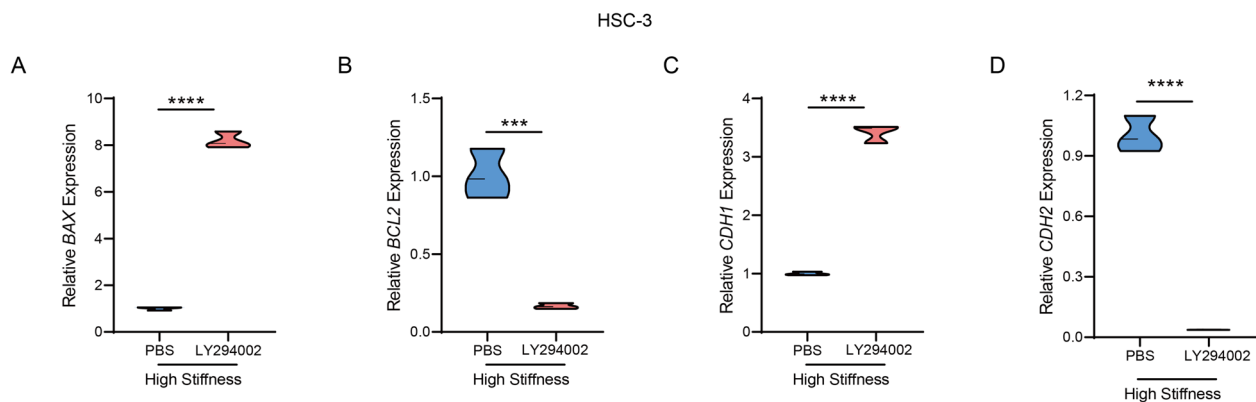 HSC-3
A
Relative BAX Expression
10
8
6
4
2
0
****
PBS
LY294002
High Stiffness
B
Relative BCL2 Expression
1.5
1.0
0.5
0.0
***
PBS
LY294002
High Stiffness
C
Relative CDH1 Expression
4
3
2
1
0
****
PBS
LY294002
High Stiffness
D
Relative CDH2 Expression
1.2
0.9
0.6
0.3
0.0
****
PBS
LY294002
High Stiffness